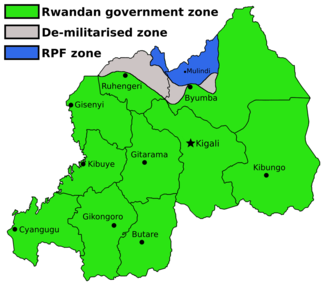 Rwandan government zone
De-militarised zone
RPF zone
Mulindi
Ruhengeri
Byumba
Gisenyi
Kigali
Gitarama
Kibuye
Kibungo
Gikongoro
Cyangugu
Butare